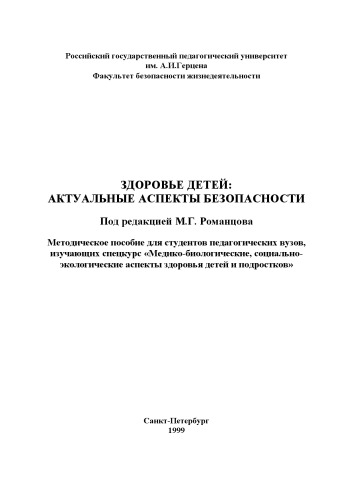 Российский государственный педагогический университет
им. А.И.Герцена
Факультет безопасности жизнедеятельности
ЗДОРОВЬЕ ДЕТЕЙ:
АКТУАЛЬНЫЕ АСПЕКТЫ БЕЗОПАСНОСТИ
Под редакцией М.Г. Романцова
Методическое пособие для студентов педагогических вузов,
изучающих спецкурс «Медико-биологические, социально-
экологические аспекты здоровья детей и подростков»
Санкт-Петербург
1999